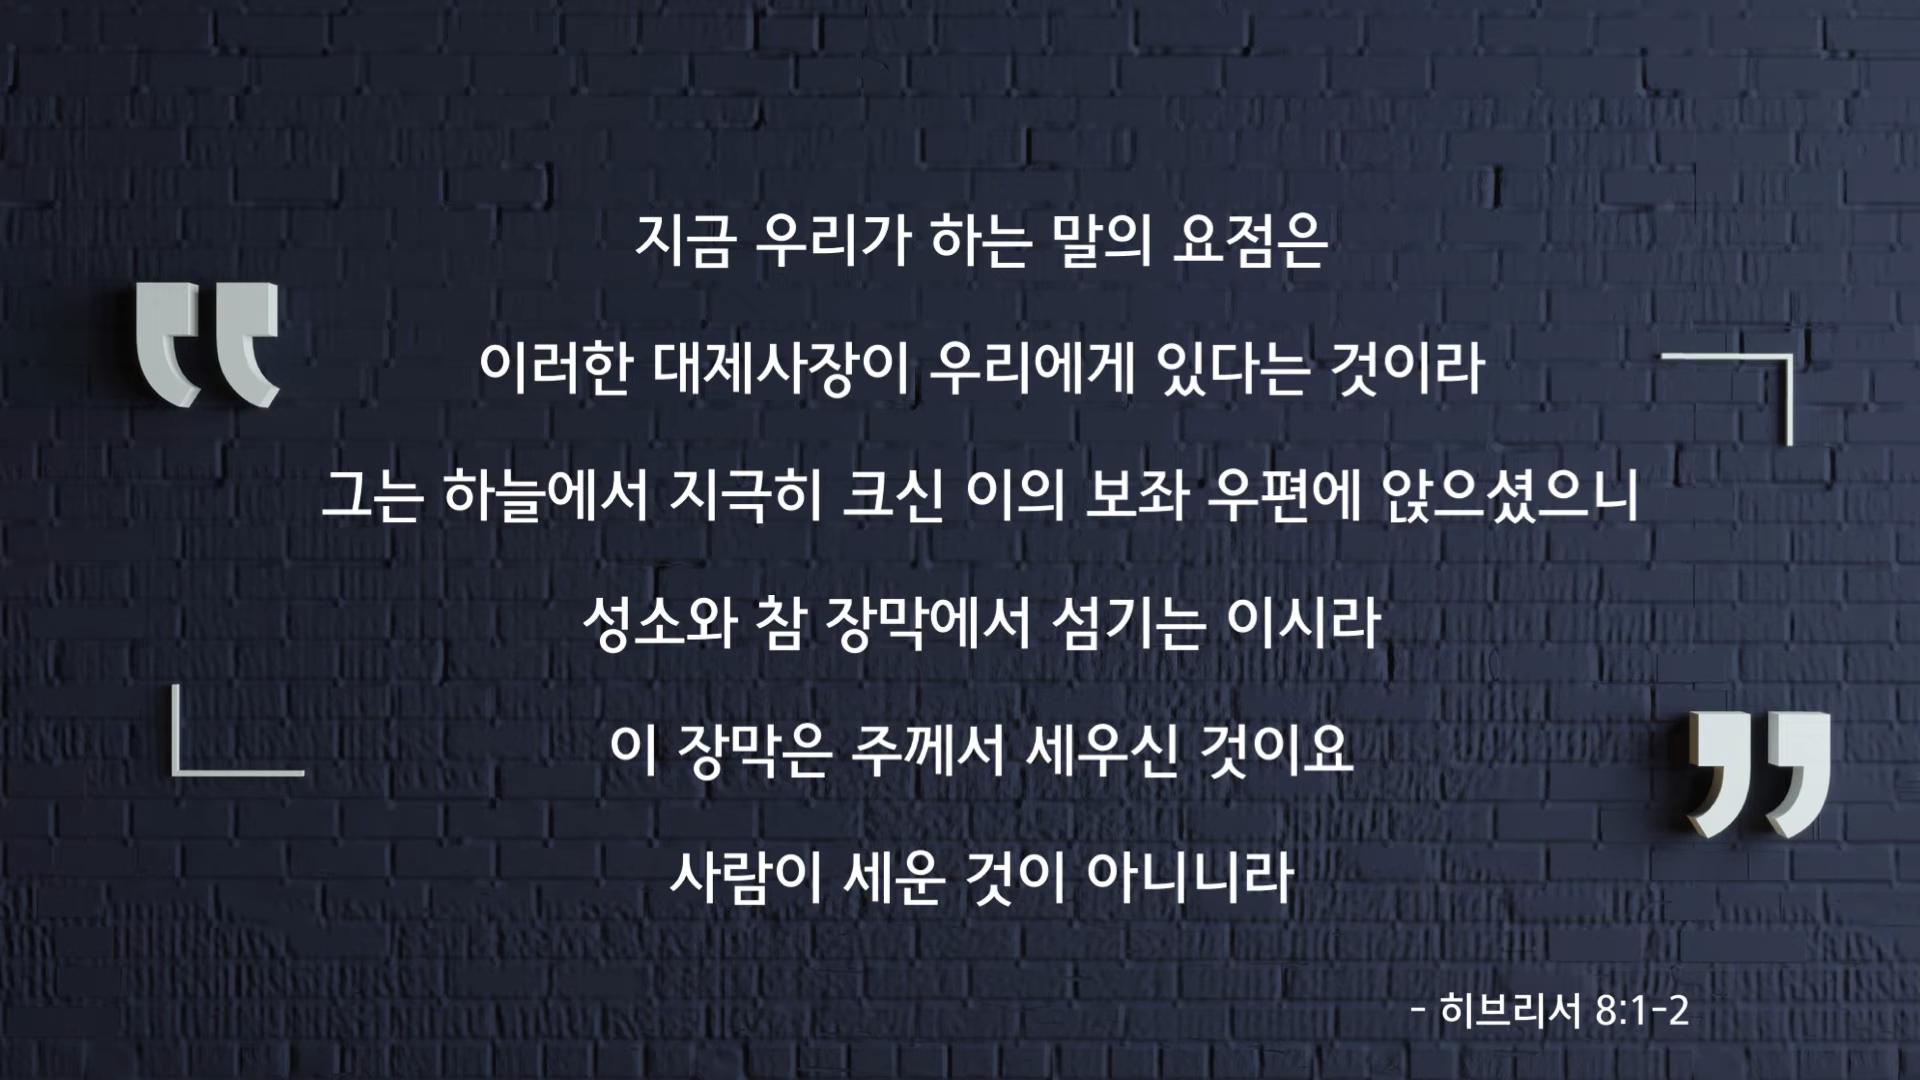 지금 우리가 하는 말의 요점은
이러한 대제사장이 우리에게 있다는 것이라
그는 하늘에서 지극히 크신 이의 보좌 우편에 앉으셨으니
성소와 참 장막에서 섬기는 이시라
이 장막은 주께서 세우신 것이요
사람이 세운 것이 아니니라
- 히브리서 8:1-2